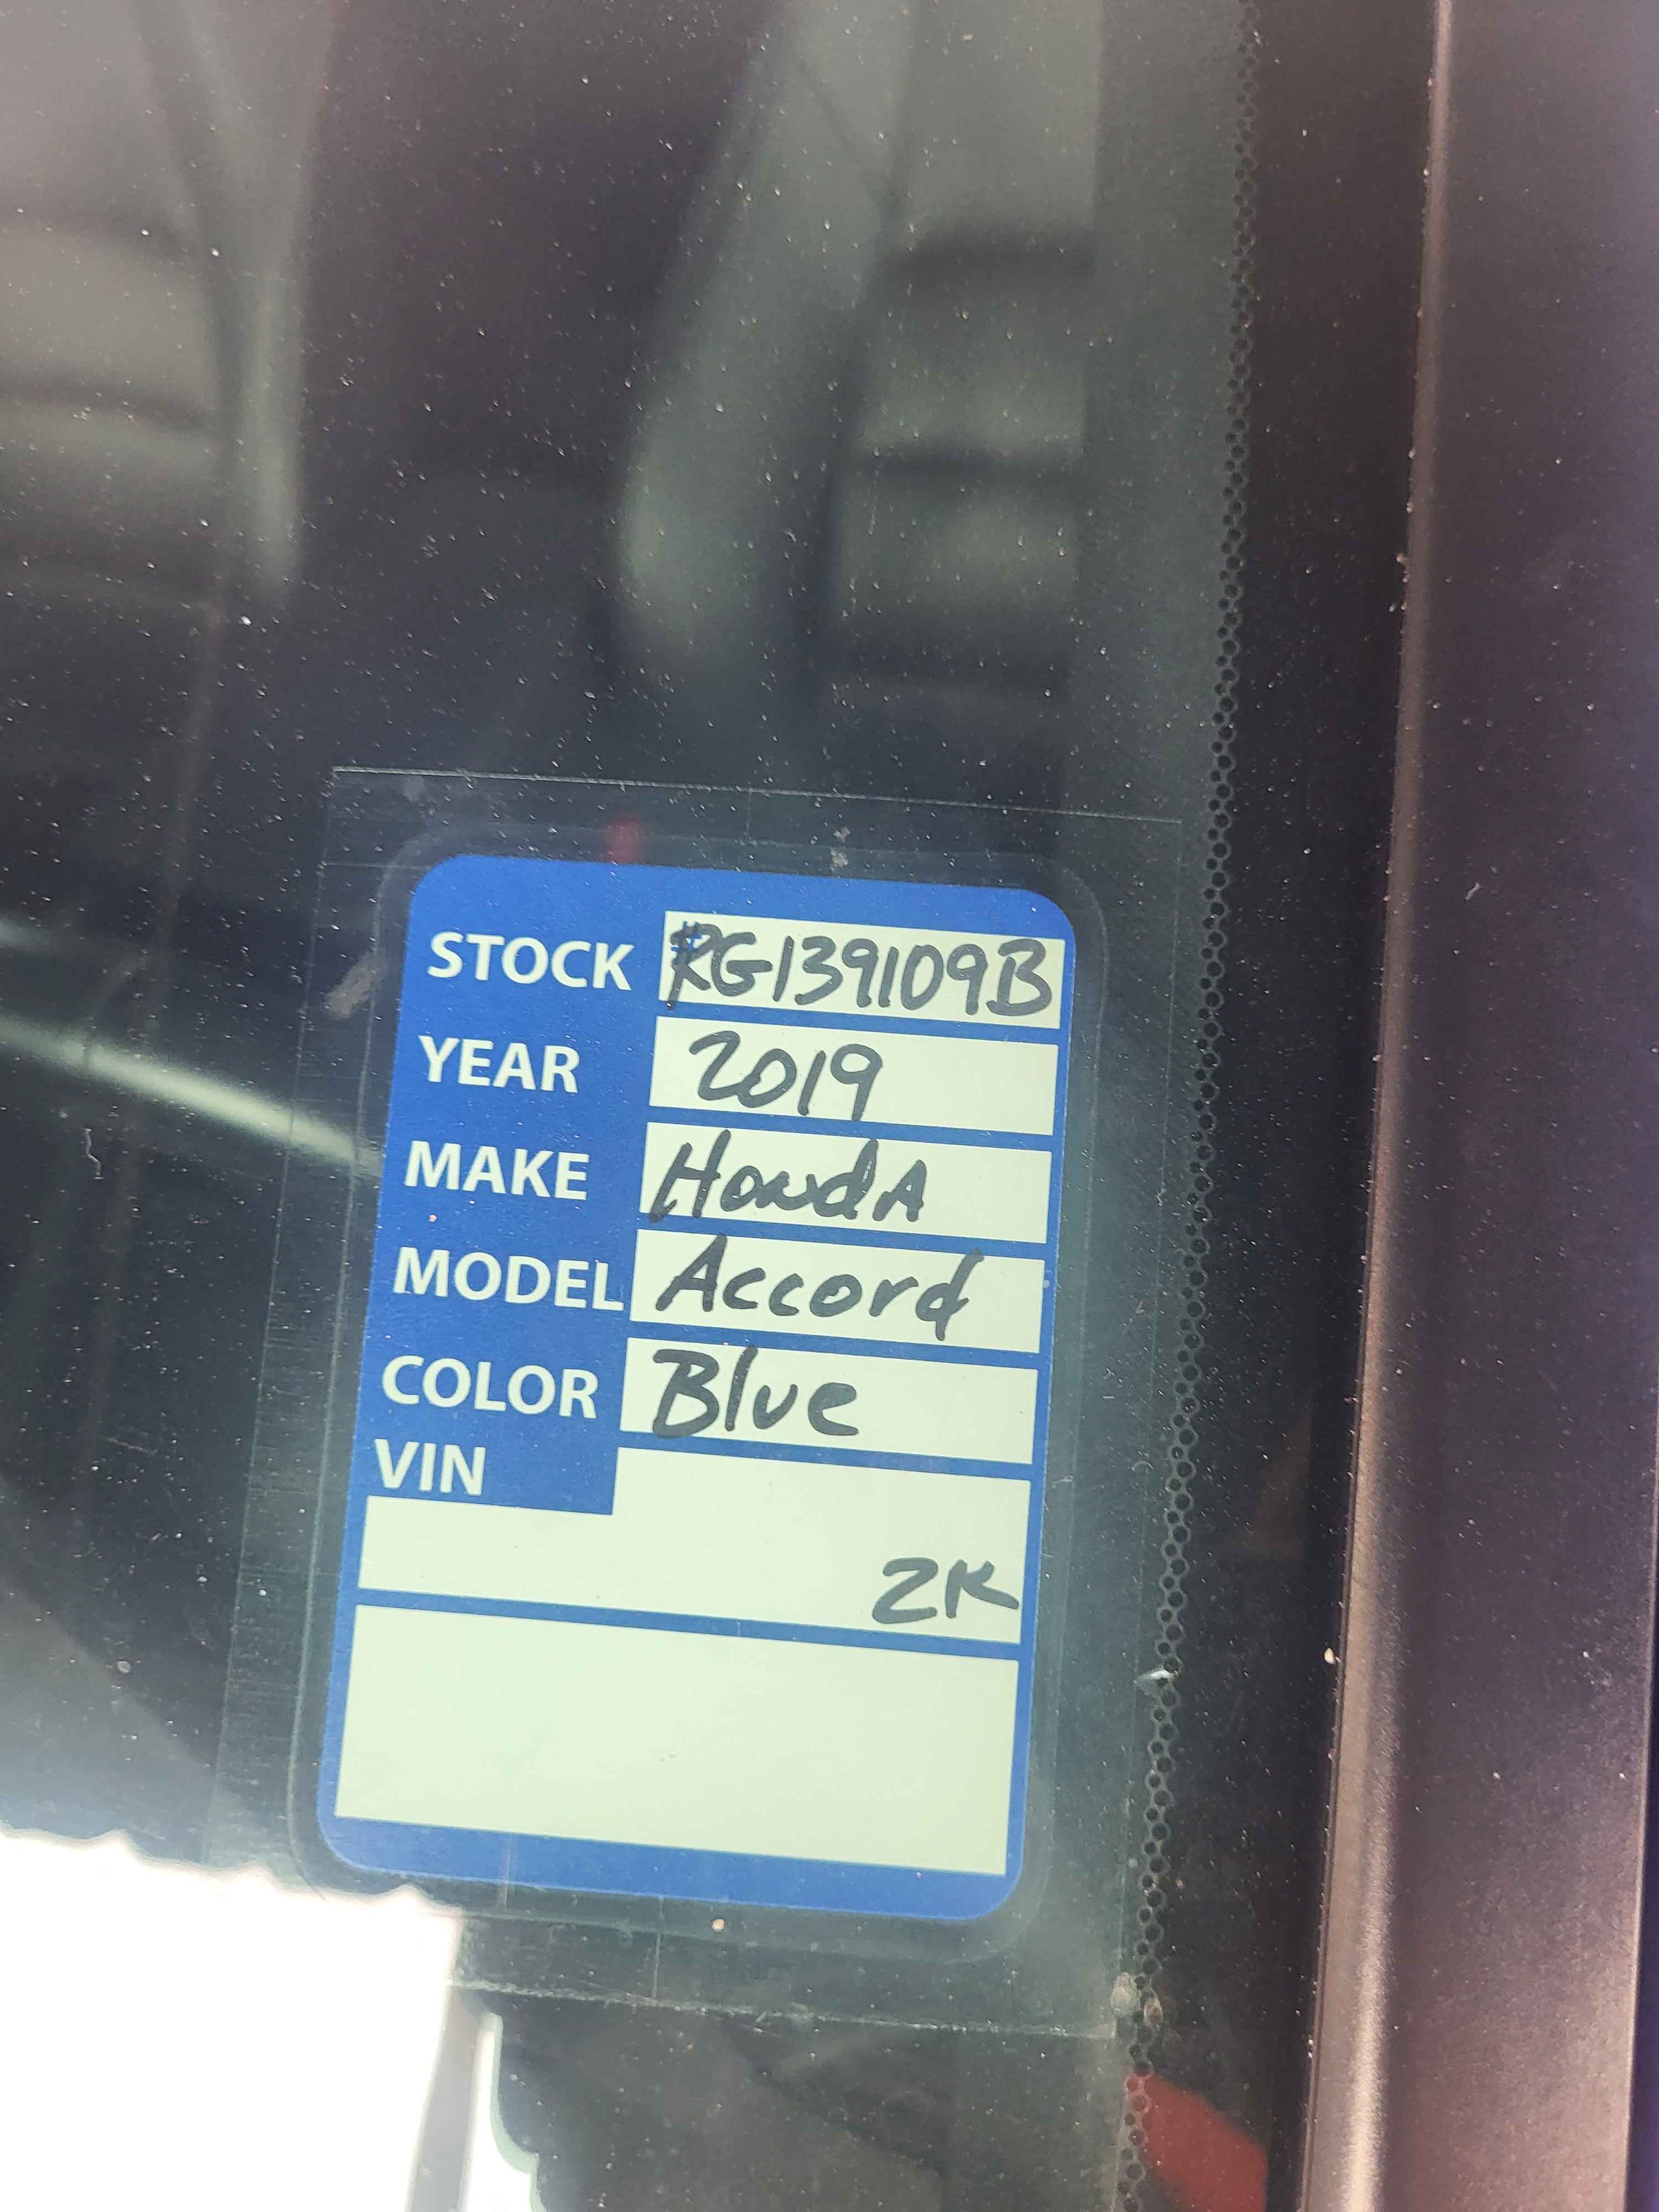 STOCK #RG139109B
YEAR 2019
MAKE HondA
MODEL Accord
COLOR Blue
VIN
2K